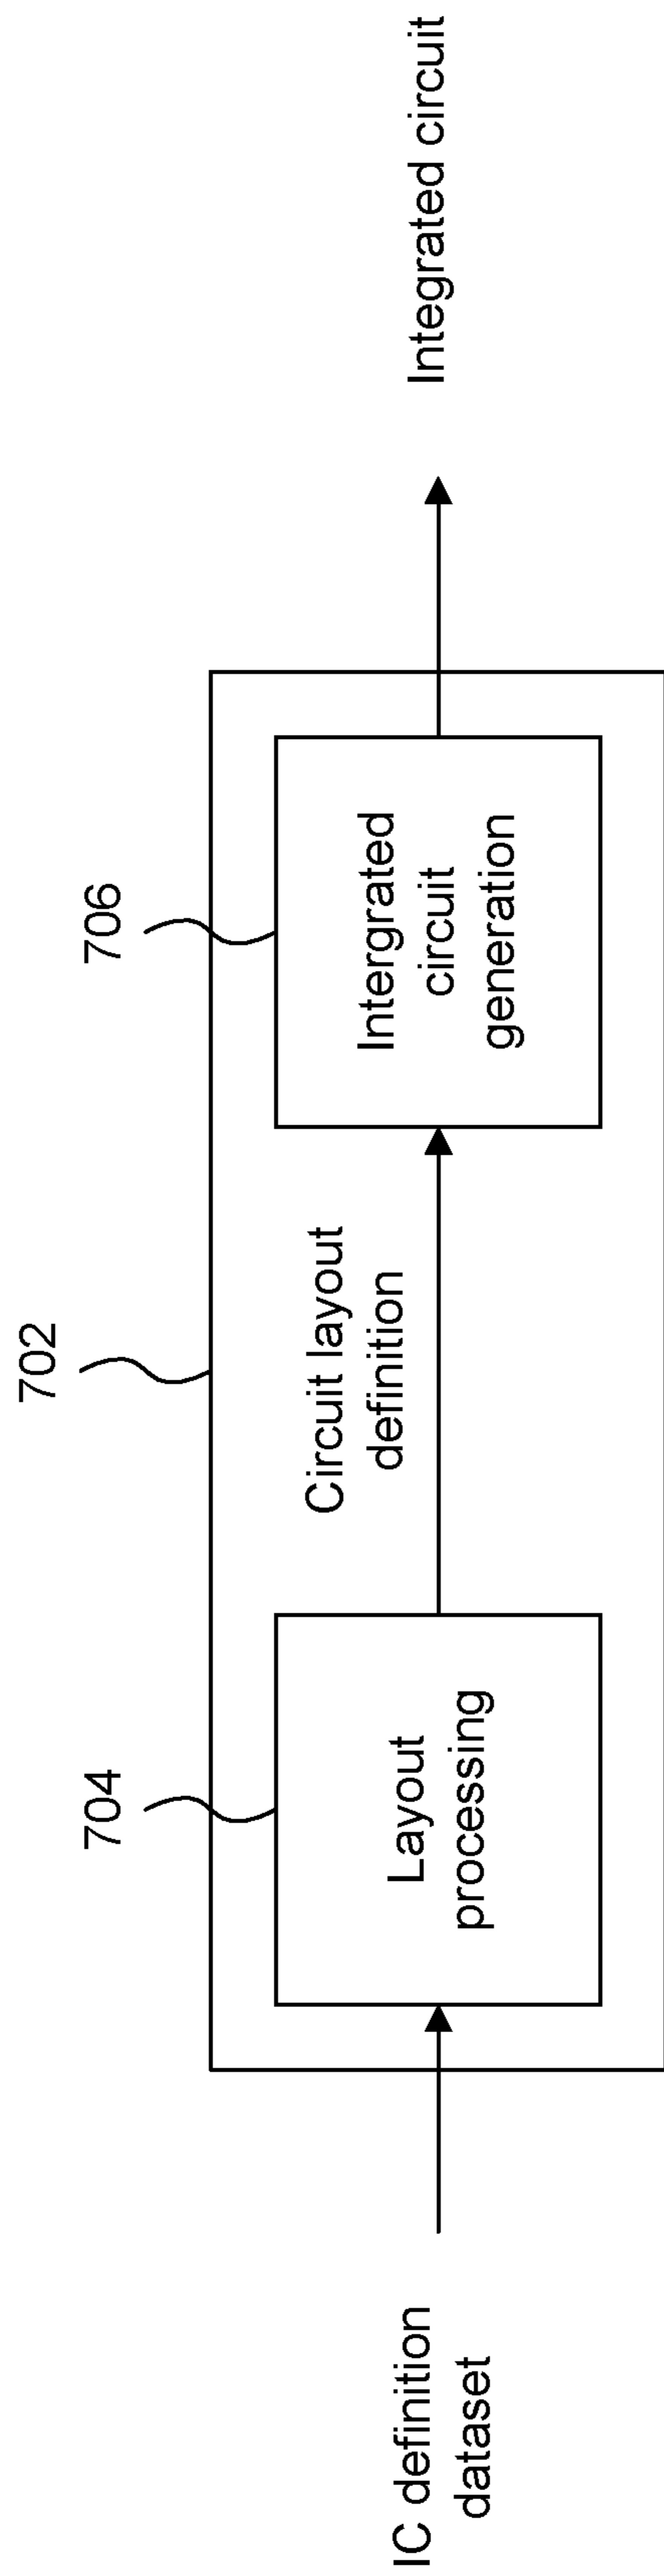 702
704
706
IC definition
dataset
Layout
processing
Circuit layout
definition
Intergrated
circuit
generation
Integrated circuit